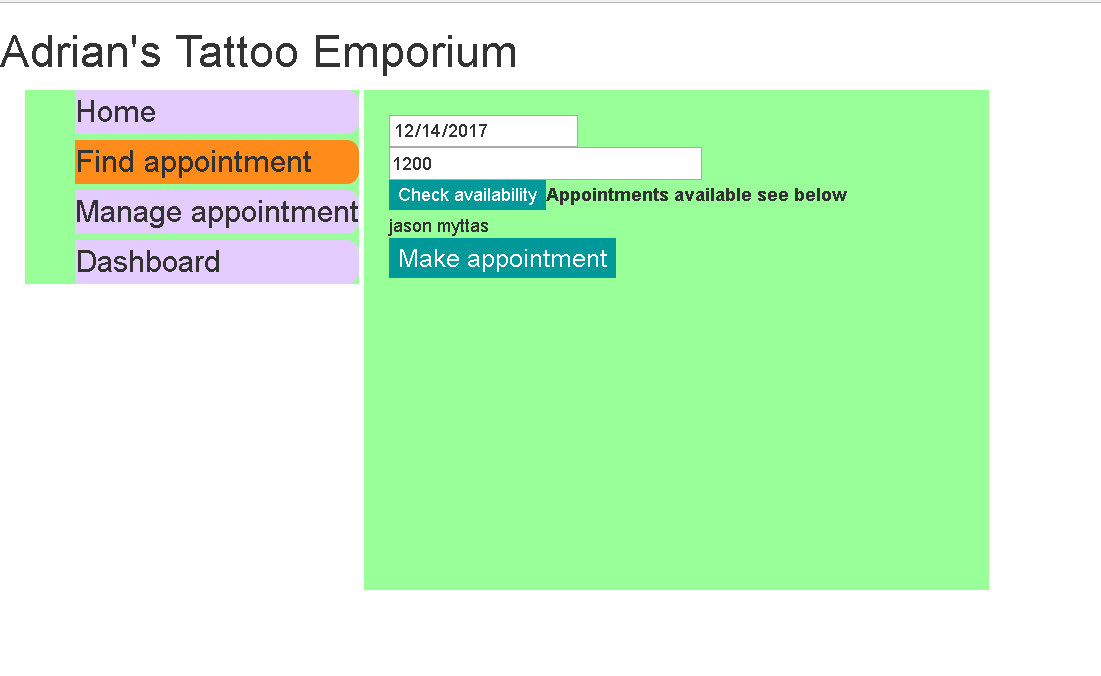 Adrian's Tattoo Emporium
Home
Find appointment
Manage appointment
Dashboard
12/14/2017
1200
Check availability Appointments available see below
jason myttas
Make appointment